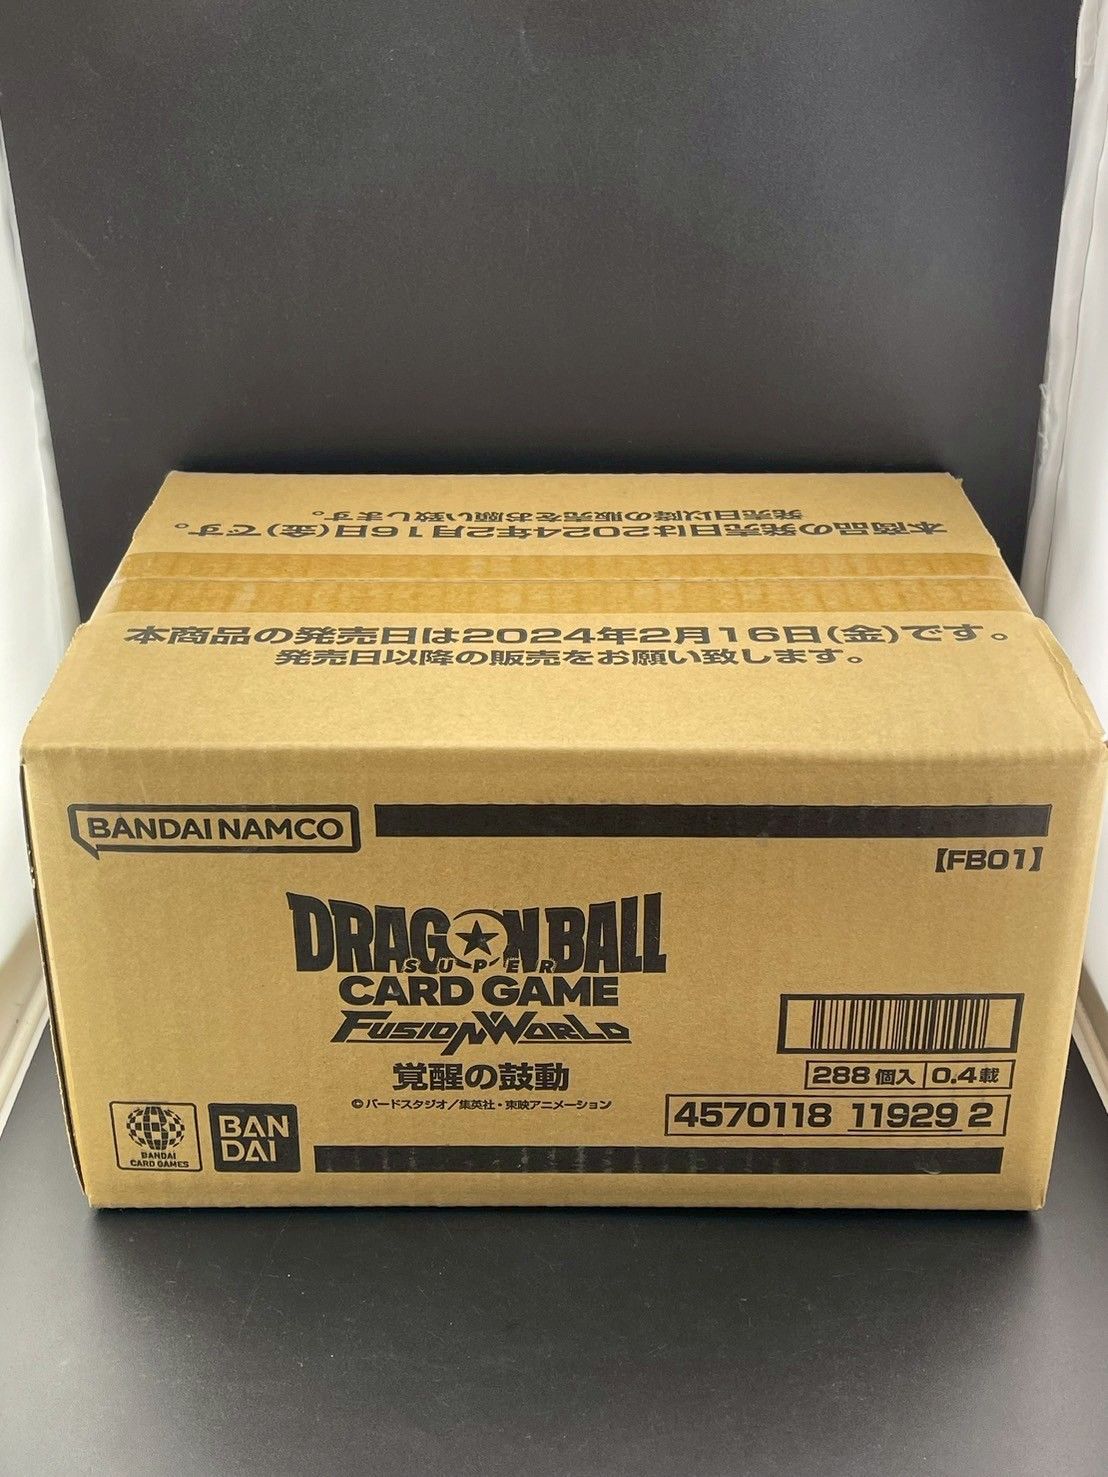 発売日以降の販売をお願い致します。
本商品の発売日は2024年2月16日(金)です。
本商品の発売日は2024年2月16日(金)です。
発売日以降の販売をお願い致します。
BANDAI NAMCO
【FB01】
DRAGON BALL
SUPER
CARD GAME
FUSION WORLD
覚醒の鼓動
©バードスタジオ/集英社・東映アニメーション
288個入 0.4載
4570118 11929 2
BANDAI
CARD GAMES
BAN
DAI